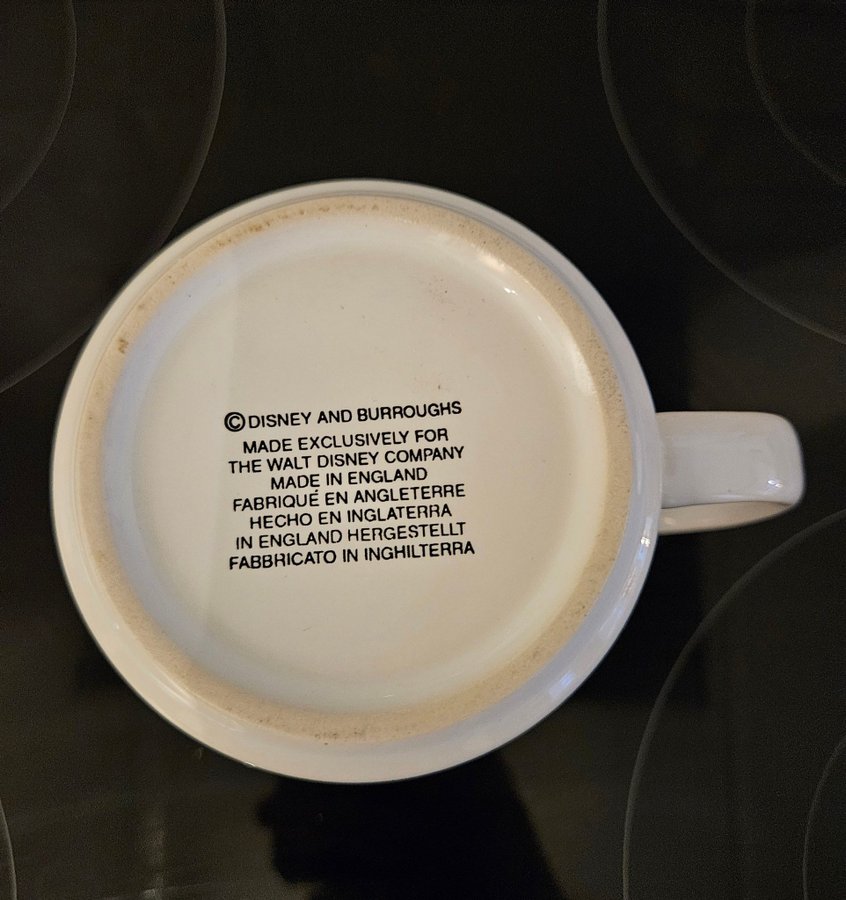 © DISNEY AND BURROUGHS
MADE EXCLUSIVELY FOR
THE WALT DISNEY COMPANY
MADE IN ENGLAND
FABRIQUÉ EN ANGLETERRE
HECHO EN INGLATERRA
IN ENGLAND HERGESTELLT
FABBRICATO IN INGHILTERRA